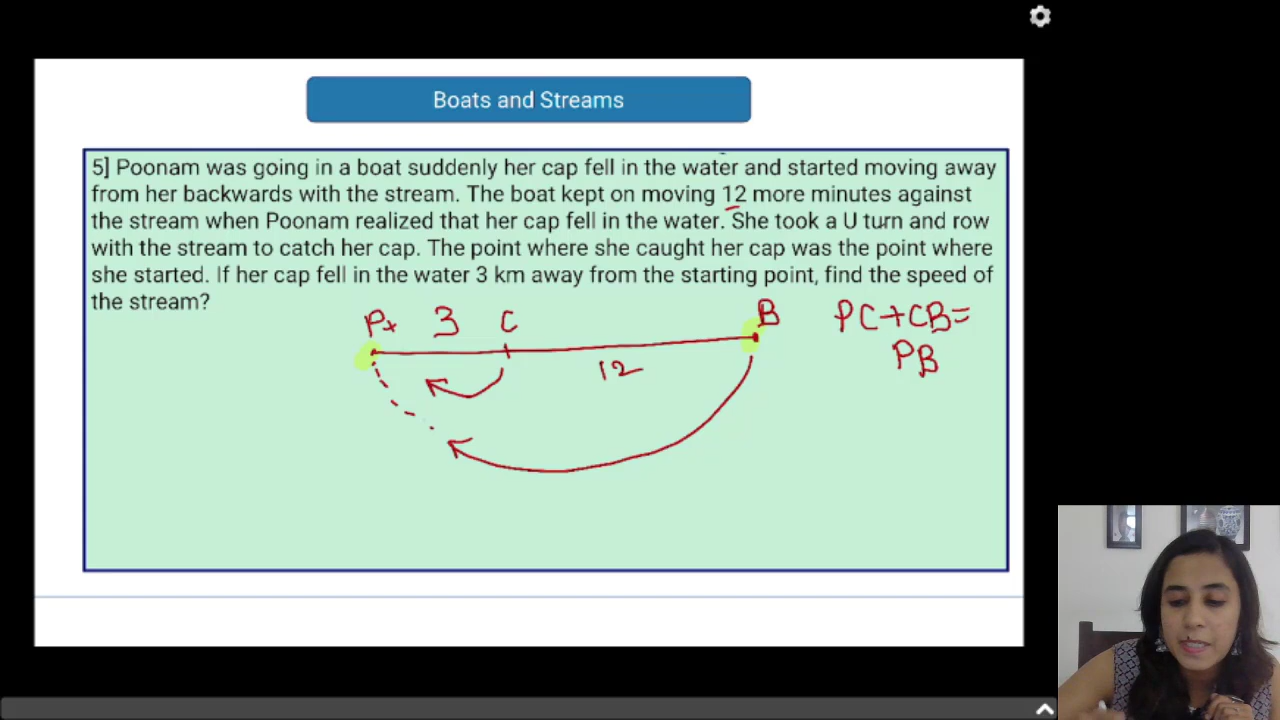 Boats and Streams
5] Poonam was going in a boat suddenly her cap fell in the water and started moving away
from her backwards with the stream. The boat kept on moving 12 more minutes against
the stream when Poonam realized that her cap fell in the water. She took a U turn and row
with the stream to catch her cap. The point where she caught her cap was the point where
she started. If her cap fell in the water 3 km away from the starting point, find the speed of
the stream?
P 3 C B
12
PC+CB=
PB